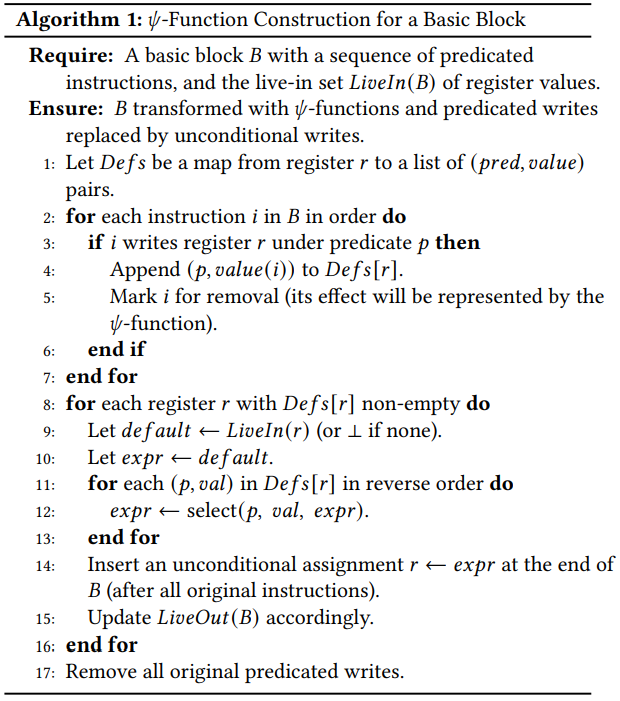 Algorithm 1: ψ-Function Construction for a Basic Block
Require: A basic block B with a sequence of predicated
instructions, and the live-in set LiveIn(B) of register values.
Ensure: B transformed with ψ-functions and predicated writes
replaced by unconditional writes.
1: Let Defs be a map from register r to a list of (pred, value)
pairs.
2: for each instruction i in B in order do
3: if i writes register r under predicate p then
4: Append (p, value(i)) to Defs[r].
5: Mark i for removal (its effect will be represented by the
ψ-function).
6: end if
7: end for
8: for each register r with Defs[r] non-empty do
9: Let default ← LiveIn(r) (or ⊥ if none).
10: Let expr ← default.
11: for each (p, val) in Defs[r] in reverse order do
12: expr ← select(p, val, expr).
13: end for
14: Insert an unconditional assignment r ← expr at the end of
B (after all original instructions).
15: Update LiveOut(B) accordingly.
16: end for
17: Remove all original predicated writes.